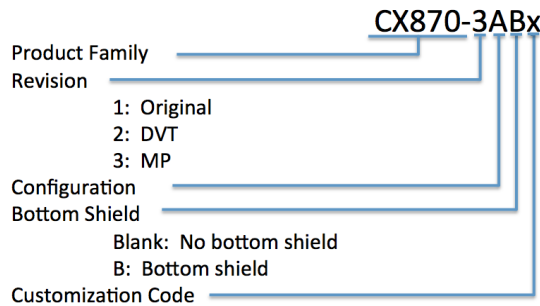 CX870-3ABx
Product Family
Revision
1: Original
2: DVT
3: MP
Configuration
Bottom Shield
Blank: No bottom shield
B: Bottom shield
Customization Code